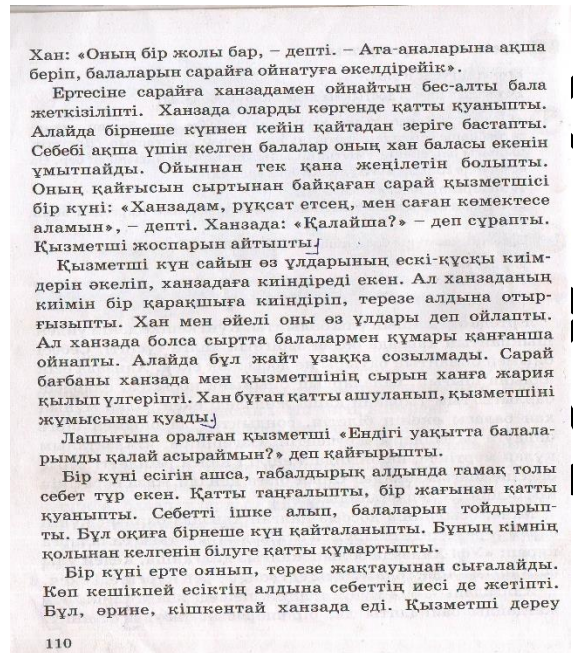 Хан: «Оның бір жолы бар, – депті. – Ата-аналарына ақша
беріп, балаларын сарайға ойнатуға әкелдірейік».
Ертесіне сарайға ханзадамен ойнайтын бес-алты бала
жеткізіліпті. Ханзада оларды көргенде қатты қуаныпты.
Алайда бірнеше күннен кейін қайтадан зеріге бастапты.
Себебі ақша үшін келген балалар оның хан баласы екенін
ұмытпайды. Ойыннан тек қана жеңілетін болыпты.
Оның қайғысын сыртынан байқаған сарай қызметшісі
бір күні: «Ханзадам, рұқсат етсең, мен саған көмектесе
аламын», – депті. Ханзада: «Қалайша?» – деп сұрапты.
Қызметші жоспарын айтыпты.
Қызметші күн сайын өз ұлдарының ескі-құсқы киім-
дерін әкеліп, ханзадаға киіндіреді екен. Ал ханзаданың
киімін бір қарақшыға киіндіріп, терезе алдына отыр-
ғызыпты. Хан мен әйелі оны өз ұлдары деп ойлапты.
Ал ханзада болса сыртта балалармен құмары қанғанша
ойнапты. Алайда бұл жайт ұзаққа созылмады. Сарай
бағбаны ханзада мен қызметшінің сырын ханға жария
қылып үлгеріпті. Хан бұған қатты ашуланып, қызметшіні
жұмысынан қуады.
Лашығына оралған қызметші «Ендігі уақытта балала-
рымды қалай асыраймын?» деп қайғырыпты.
Бір күні есігін ашса, табалдырық алдында тамақ толы
себет тұр екен. Қатты таңғалыпты, бір жағынан қатты
қуаныпты. Себетті ішке алып, балаларын тойдырып-
ты. Бұл оқиға бірнеше күн қайталаныпты. Бұның кімнің
қолынан келгенін білуге қатты құмартыпты.
Бір күні ерте оянып, терезе жақтауынан сығалайды.
Көп кешікпей есіктің алдына себеттің иесі де жетіпті.
Бұл, әрине, кішкентай ханзада еді. Қызметші дереу
110